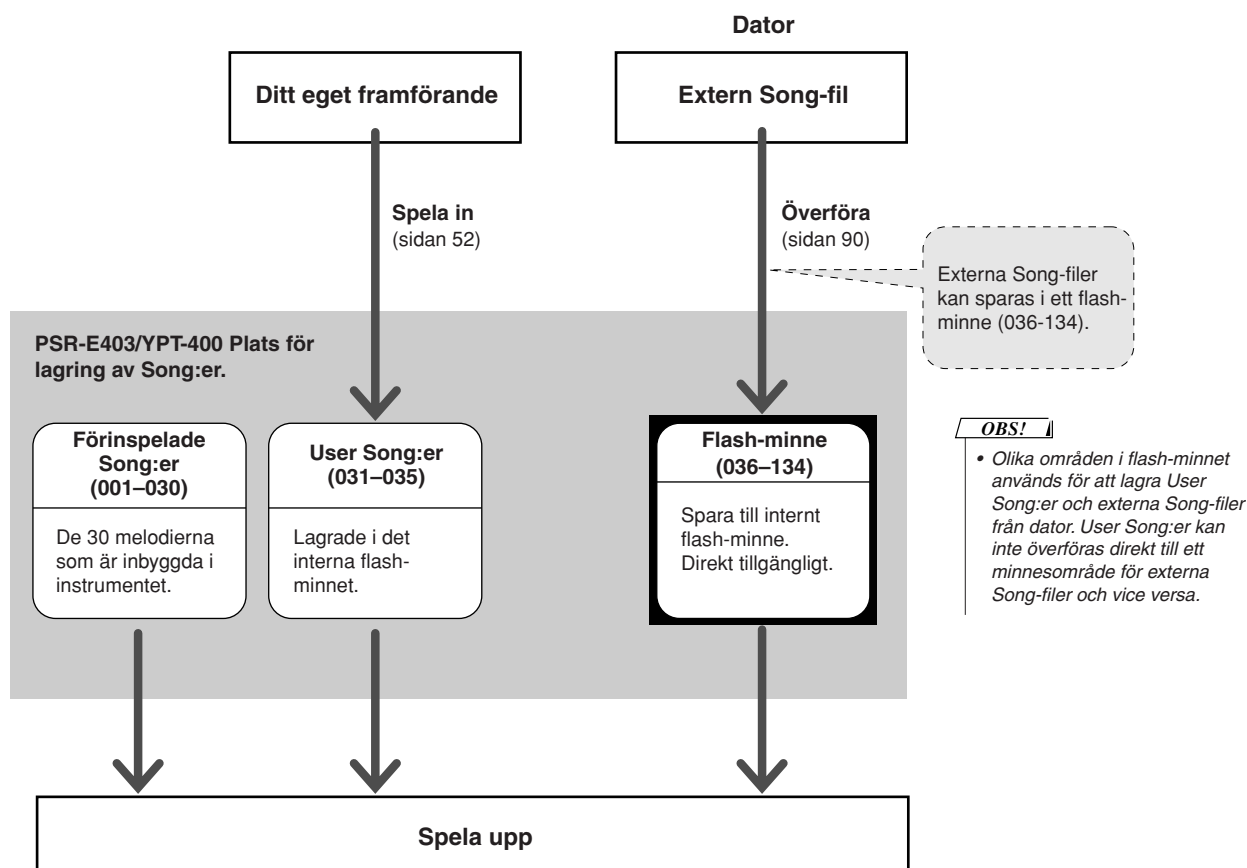 Dator
Ditt eget framförande
Extern Song-fil
Spela in
(sidan 52)
Överföra
(sidan 90)
Externa Song-filer
kan sparas i ett flash-
minne (036-134).
PSR-E403/YPT-400 Plats för
lagring av Song:er.
Förinspelade
Song:er
(001–030)
De 30 melodierna
som är inbyggda i
instrumentet.
User Song:er
(031–035)
Lagrade i det
interna flash-
minnet.
Flash-minne
(036–134)
Spara till internt
flash-minne.
Direkt tillgängligt.
OBS!
• Olika områden i flash-minnet
används för att lagra User
Song:er och externa Song-filer
från dator. User Song:er kan
inte överföras direkt till ett
minnesområde för externa
Song-filer och vice versa.
Spela upp